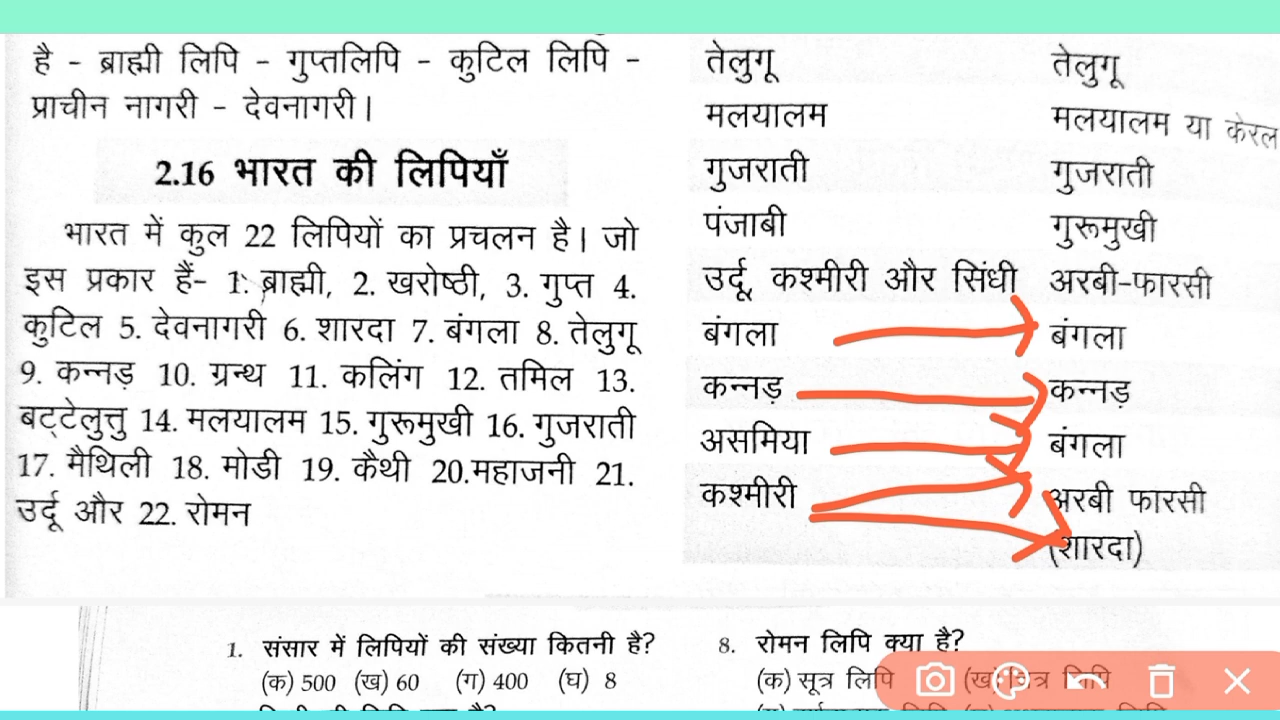 है - ब्राह्मी लिपि - गुप्तलिपि - कुटिल लिपि -
प्राचीन नागरी - देवनागरी।
2.16 भारत की लिपियाँ
भारत में कुल 22 लिपियों का प्रचलन है। जो
इस प्रकार हैं- 1. ब्राह्मी, 2. खरोष्ठी, 3. गुप्त 4.
कुटिल 5. देवनागरी 6. शारदा 7. बंगला 8. तेलुगू
9. कन्नड़ 10. ग्रन्थ 11. कलिंग 12. तमिल 13.
बट्टेलुत्तु 14. मलयालम 15. गुरूमुखी 16. गुजराती
17. मैथिली 18. मोडी 19. कैथी 20.महाजनी 21.
उर्दू और 22. रोमन
तेलुगू तेलुगू
मलयालम मलयालम या केरल
गुजराती गुजराती
पंजाबी गुरूमुखी
उर्दू, कश्मीरी और सिंधी अरबी-फारसी
बंगला बंगला
कन्नड़ कन्नड़
असमिया बंगला
कश्मीरी अरबी फारसी
(शारदा)
1. संसार में लिपियों की संख्या कितनी है?
(क) 500 (ख) 60 (ग) 400 (घ) 8
8. रोमन लिपि क्या है?
(क) सूत्र लिपि (ख) चित्र लिपि